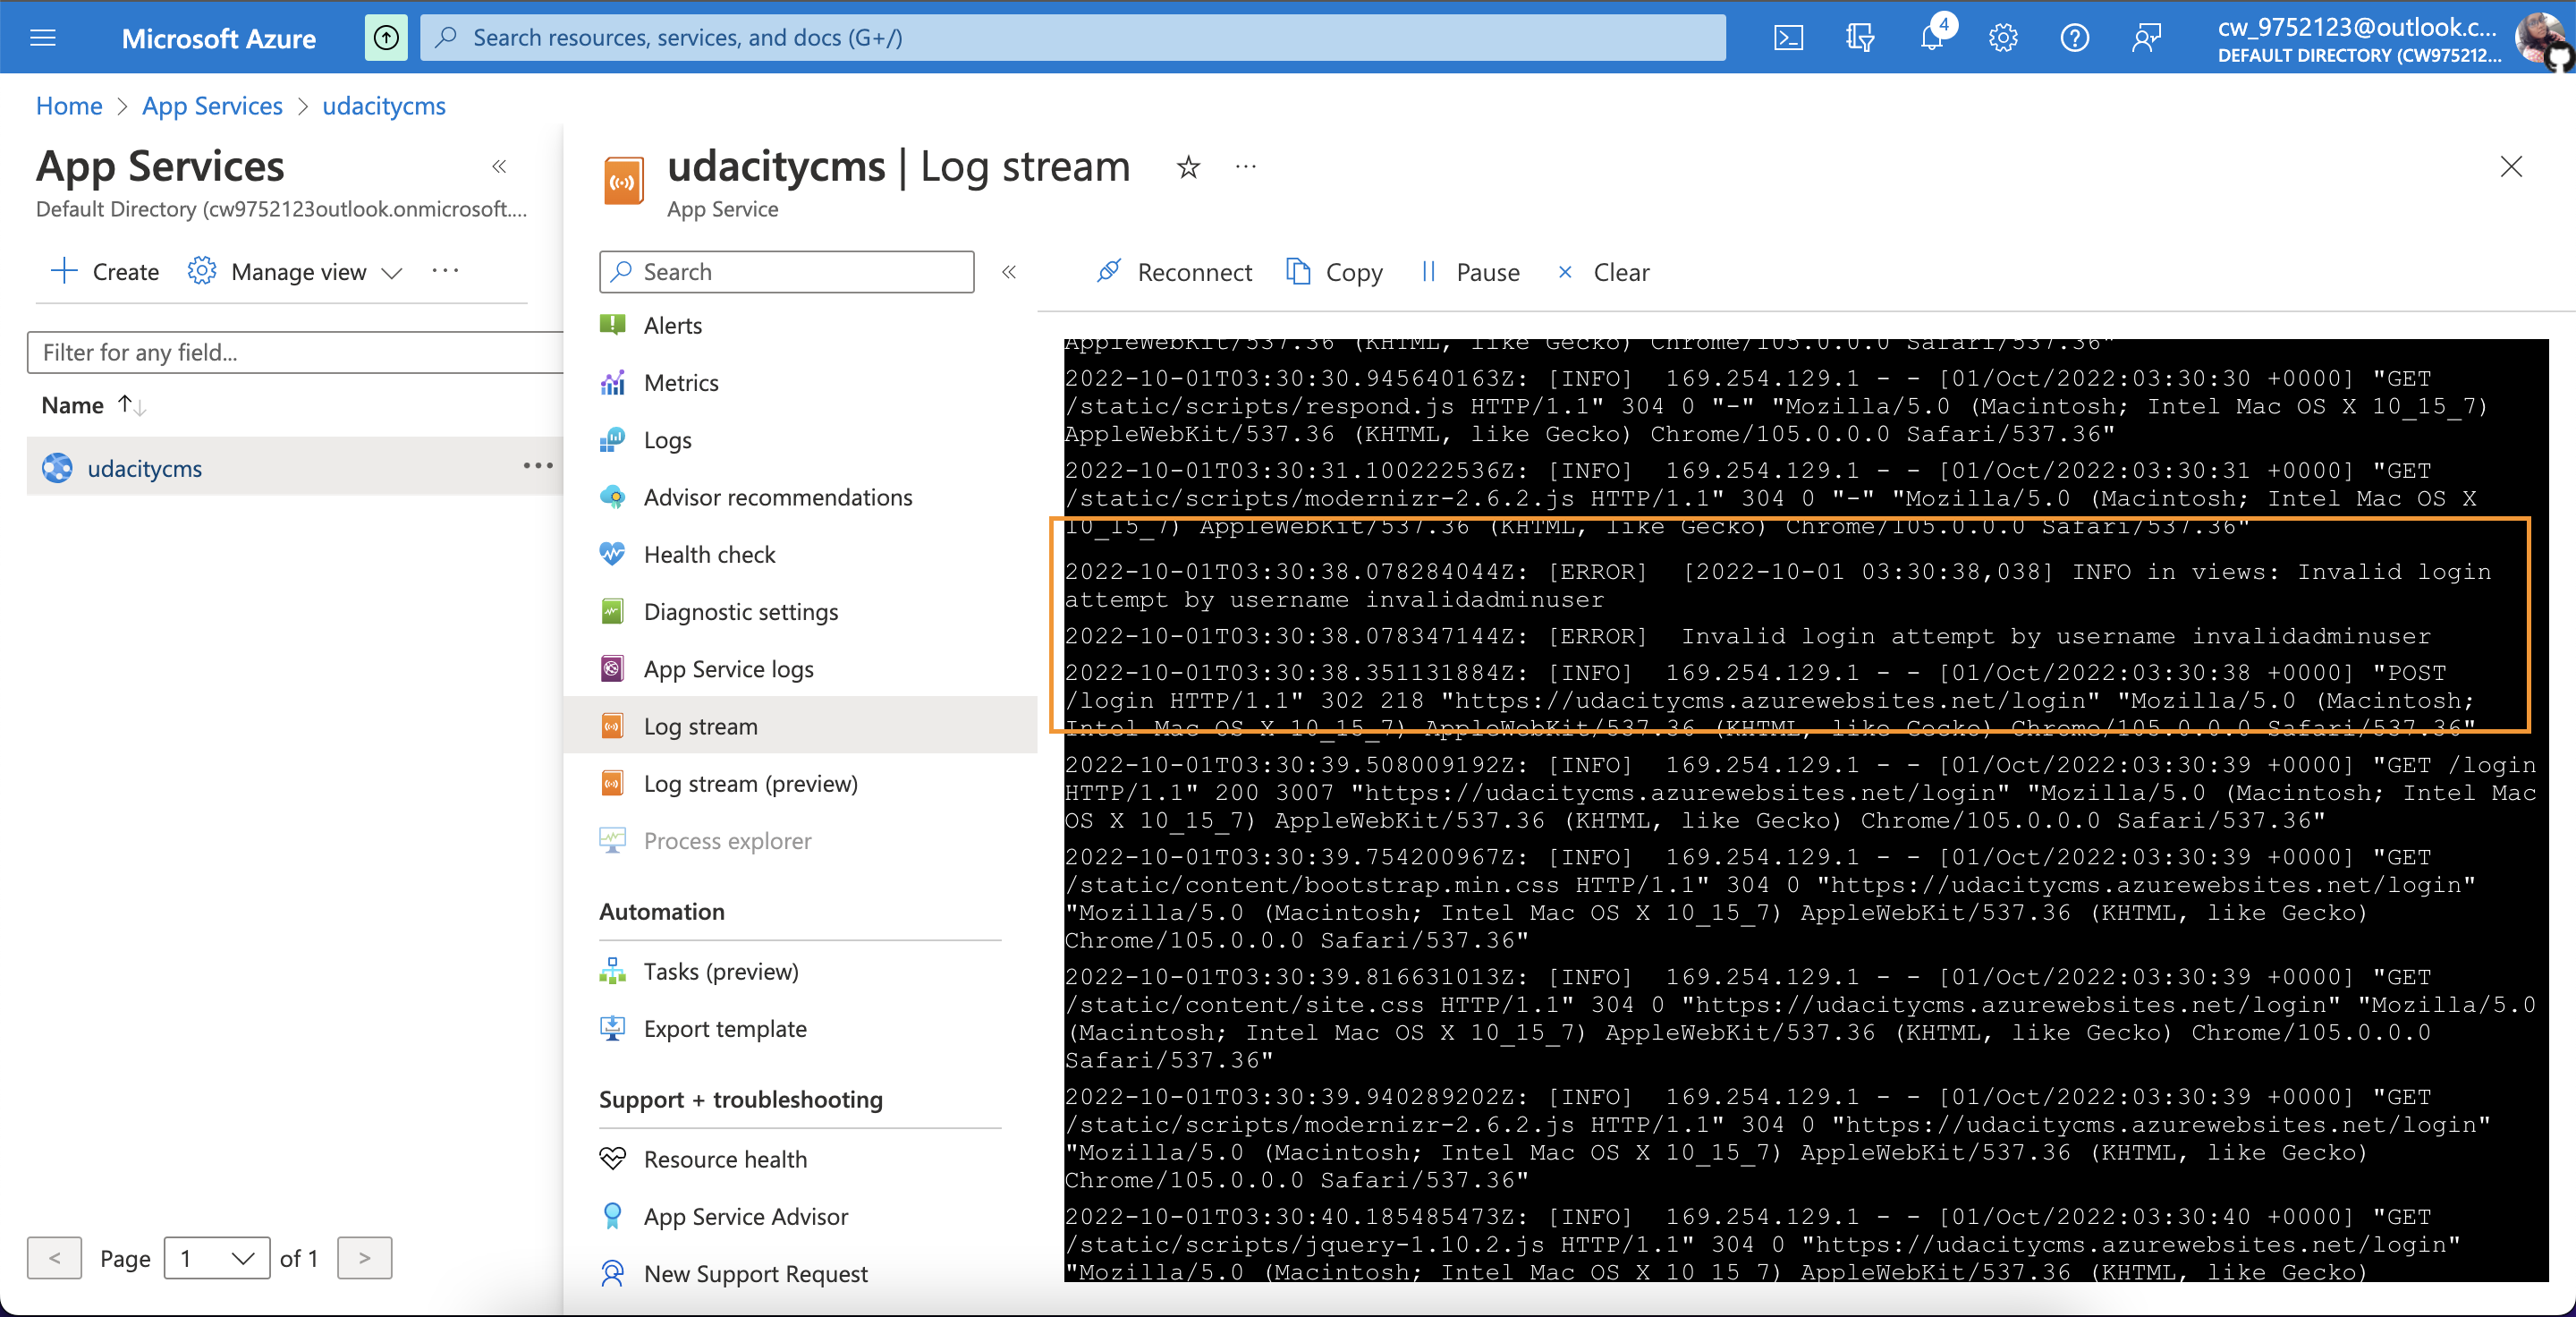 Microsoft Azure
Search resources, services, and docs (G+/)
4
cw_9752123@outlook.c...
DEFAULT DIRECTORY (CW975212...
Home > App Services > udacitycms
App Services
«
Default Directory (cw9752123outlook.onmicrosoft....
Create
Manage view
...
Filter for any field...
Name
udacitycms
...
< Page 1 of 1 >
udacitycms | Log stream
...
App Service
Search
«
Alerts
Metrics
Logs
Advisor recommendations
Health check
Diagnostic settings
App Service logs
Log stream
Log stream (preview)
Process explorer
Automation
Tasks (preview)
Export template
Support + troubleshooting
Resource health
App Service Advisor
New Support Request
Reconnect
Copy
Pause
Clear
AppleWebKit/537.36 (KHTML, like Gecko) Chrome/105.0.0.0 Safari/537.36"
2022-10-01T03:30:30.945640163Z: [INFO]  169.254.129.1 - - [01/Oct/2022:03:30:30 +0000] "GET
/static/scripts/respond.js HTTP/1.1" 304 0 "-" "Mozilla/5.0 (Macintosh; Intel Mac OS X 10_15_7)
AppleWebKit/537.36 (KHTML, like Gecko) Chrome/105.0.0.0 Safari/537.36"
2022-10-01T03:30:31.100222536Z: [INFO]  169.254.129.1 - - [01/Oct/2022:03:30:31 +0000] "GET
/static/scripts/modernizr-2.6.2.js HTTP/1.1" 304 0 "-" "Mozilla/5.0 (Macintosh; Intel Mac OS X
10_15_7) AppleWebKit/537.36 (KHTML, like Gecko) Chrome/105.0.0.0 Safari/537.36"
2022-10-01T03:30:38.078284044Z: [ERROR]  [2022-10-01 03:30:38,038] INFO in views: Invalid login
attempt by username invalidadminuser
2022-10-01T03:30:38.078347144Z: [ERROR]  Invalid login attempt by username invalidadminuser
2022-10-01T03:30:38.351131884Z: [INFO]  169.254.129.1 - - [01/Oct/2022:03:30:38 +0000] "POST
/login HTTP/1.1" 302 218 "https://udacitycms.azurewebsites.net/login" "Mozilla/5.0 (Macintosh;
Intel Mac OS X 10_15_7) AppleWebKit/537.36 (KHTML, like Gecko) Chrome/105.0.0.0 Safari/537.36"
2022-10-01T03:30:39.508009192Z: [INFO]  169.254.129.1 - - [01/Oct/2022:03:30:39 +0000] "GET /login
HTTP/1.1" 200 3007 "https://udacitycms.azurewebsites.net/login" "Mozilla/5.0 (Macintosh; Intel Mac
OS X 10_15_7) AppleWebKit/537.36 (KHTML, like Gecko) Chrome/105.0.0.0 Safari/537.36"
2022-10-01T03:30:39.754200967Z: [INFO]  169.254.129.1 - - [01/Oct/2022:03:30:39 +0000] "GET
/static/content/bootstrap.min.css HTTP/1.1" 304 0 "https://udacitycms.azurewebsites.net/login"
"Mozilla/5.0 (Macintosh; Intel Mac OS X 10_15_7) AppleWebKit/537.36 (KHTML, like Gecko)
Chrome/105.0.0.0 Safari/537.36"
2022-10-01T03:30:39.816631013Z: [INFO]  169.254.129.1 - - [01/Oct/2022:03:30:39 +0000] "GET
/static/content/site.css HTTP/1.1" 304 0 "https://udacitycms.azurewebsites.net/login" "Mozilla/5.0
(Macintosh; Intel Mac OS X 10_15_7) AppleWebKit/537.36 (KHTML, like Gecko) Chrome/105.0.0.0
Safari/537.36"
2022-10-01T03:30:39.940289202Z: [INFO]  169.254.129.1 - - [01/Oct/2022:03:30:39 +0000] "GET
/static/scripts/modernizr-2.6.2.js HTTP/1.1" 304 0 "https://udacitycms.azurewebsites.net/login"
"Mozilla/5.0 (Macintosh; Intel Mac OS X 10_15_7) AppleWebKit/537.36 (KHTML, like Gecko)
Chrome/105.0.0.0 Safari/537.36"
2022-10-01T03:30:40.185485473Z: [INFO]  169.254.129.1 - - [01/Oct/2022:03:30:40 +0000] "GET
/static/scripts/jquery-1.10.2.js HTTP/1.1" 304 0 "https://udacitycms.azurewebsites.net/login"
"Mozilla/5.0 (Macintosh; Intel Mac OS X 10_15_7) AppleWebKit/537.36 (KHTML, like Gecko)